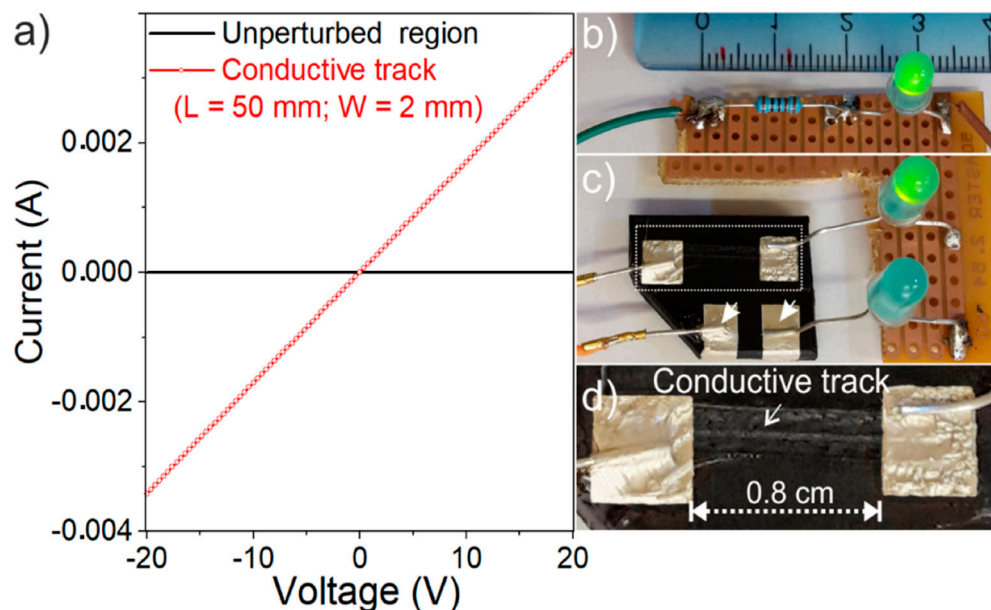 a)
Unperturbed region
Conductive track
(L = 50 mm; W = 2 mm)
0.002
0.000
-0.002
-0.004
Current (A)
-20
-10
0
10
20
Voltage (V)
b)
0
1
2
3
4
c)
d)
Conductive track
0.8 cm